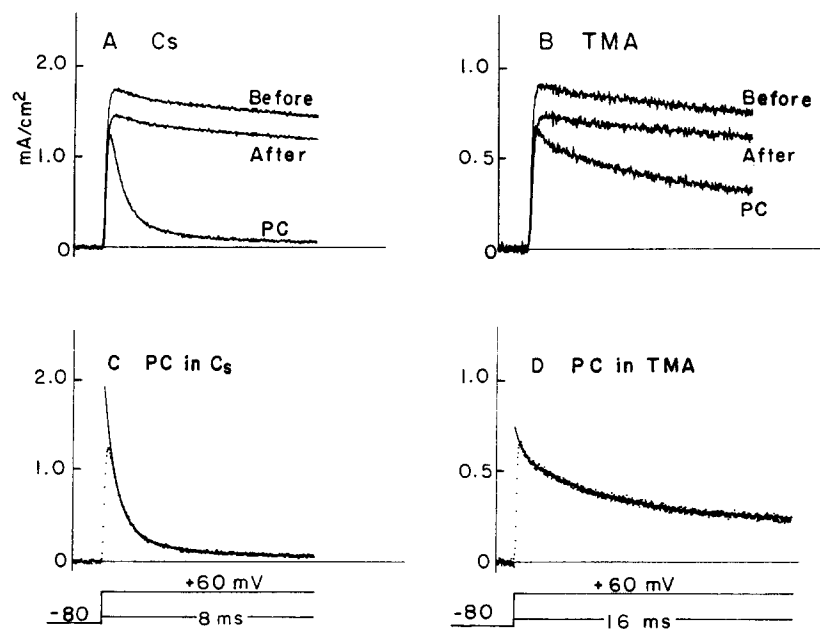 A Cs
2.0
mA/cm²
1.0
0
Before
After
PC
B TMA
1.0
0.5
0
Before
After
PC
C PC in Cs
2.0
1.0
0
+60 mV
-80
8 ms
D PC in TMA
1.0
0.5
0
+60 mV
-80
16 ms